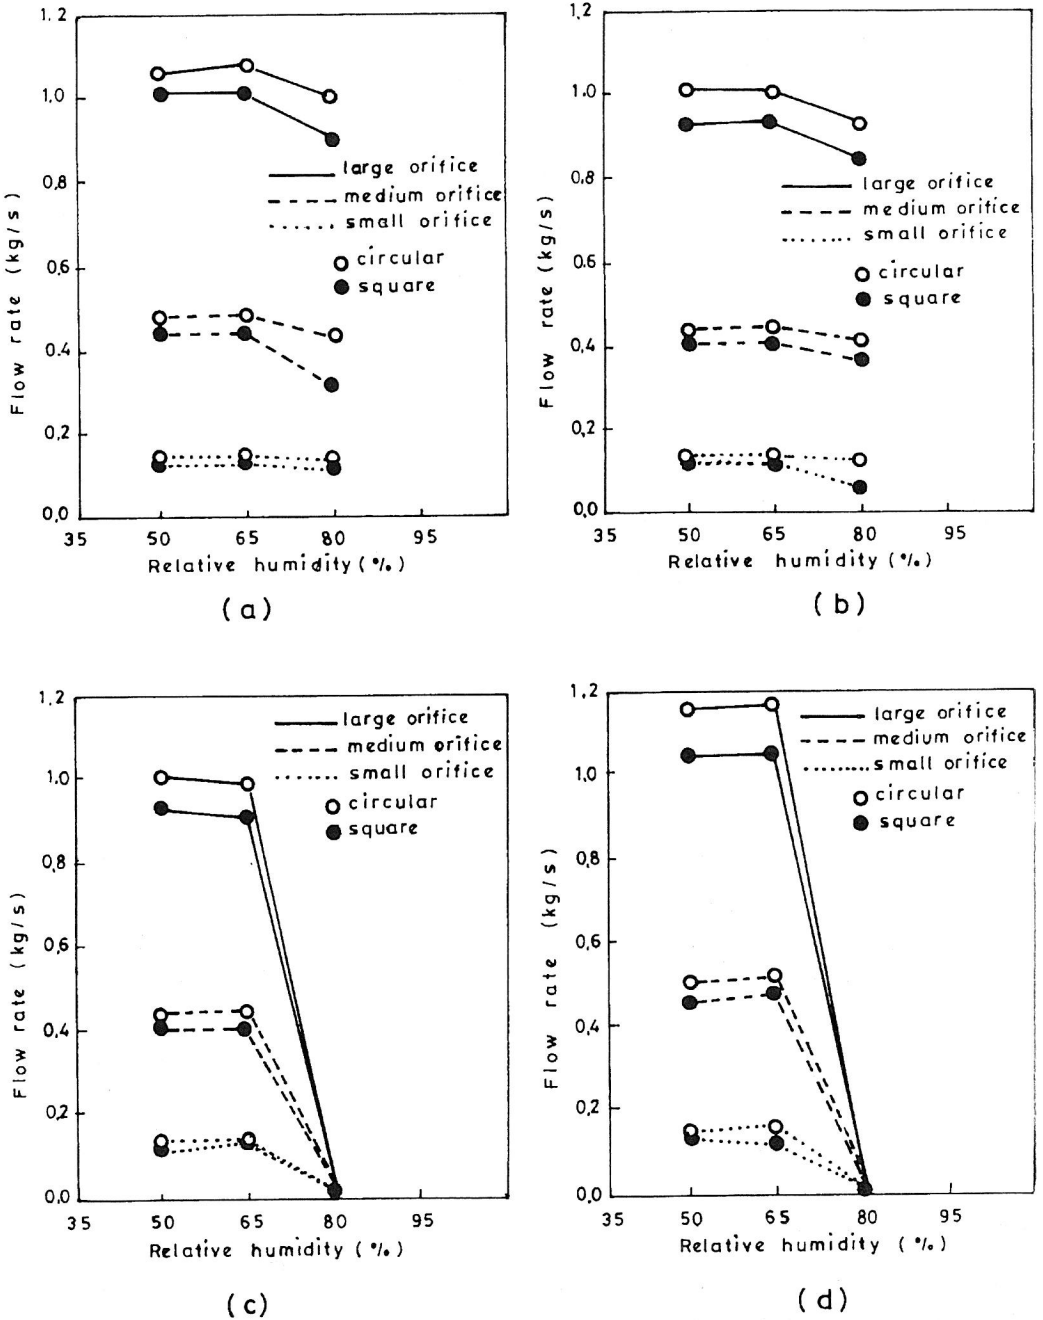 1.2
1.0
0.8
0.6
0.4
0.2
0.0
Flow rate (kg/s)
large orifice
medium orifice
small orifice
circular
square
35 50 65 80 95
Relative humidity (%)
(a)
1.2
1.0
0.8
0.6
0.4
0.2
0.0
Flow rate (kg/s)
large orifice
medium orifice
small orifice
circular
square
35 50 65 80 95
Relative humidity (%)
(b)
1.2
1.0
0.8
0.6
0.4
0.2
0.0
Flow rate (kg/s)
large orifice
medium orifice
small orifice
circular
square
35 50 65 80 95
Relative humidity (%)
(c)
1.2
1.0
0.8
0.6
0.4
0.2
0.0
Flow rate (kg/s)
large orifice
medium orifice
small orifice
circular
square
35 50 65 80 95
Relative humidity (%)
(d)